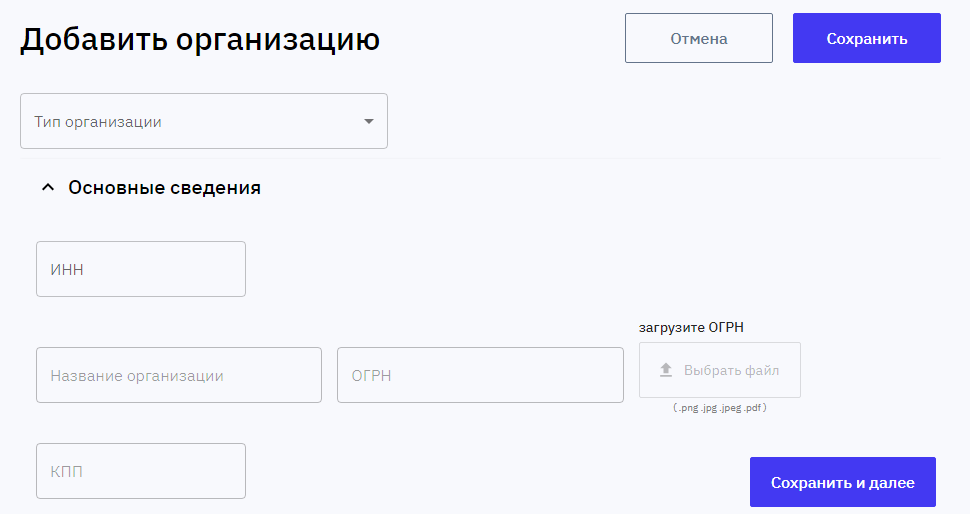 Добавить организацию
Отмена
Сохранить
Тип организации
Основные сведения
ИНН
загрузите ОГРН
Название организации
ОГРН
Выбрать файл
( .png .jpg .jpeg .pdf )
КПП
Сохранить и далее